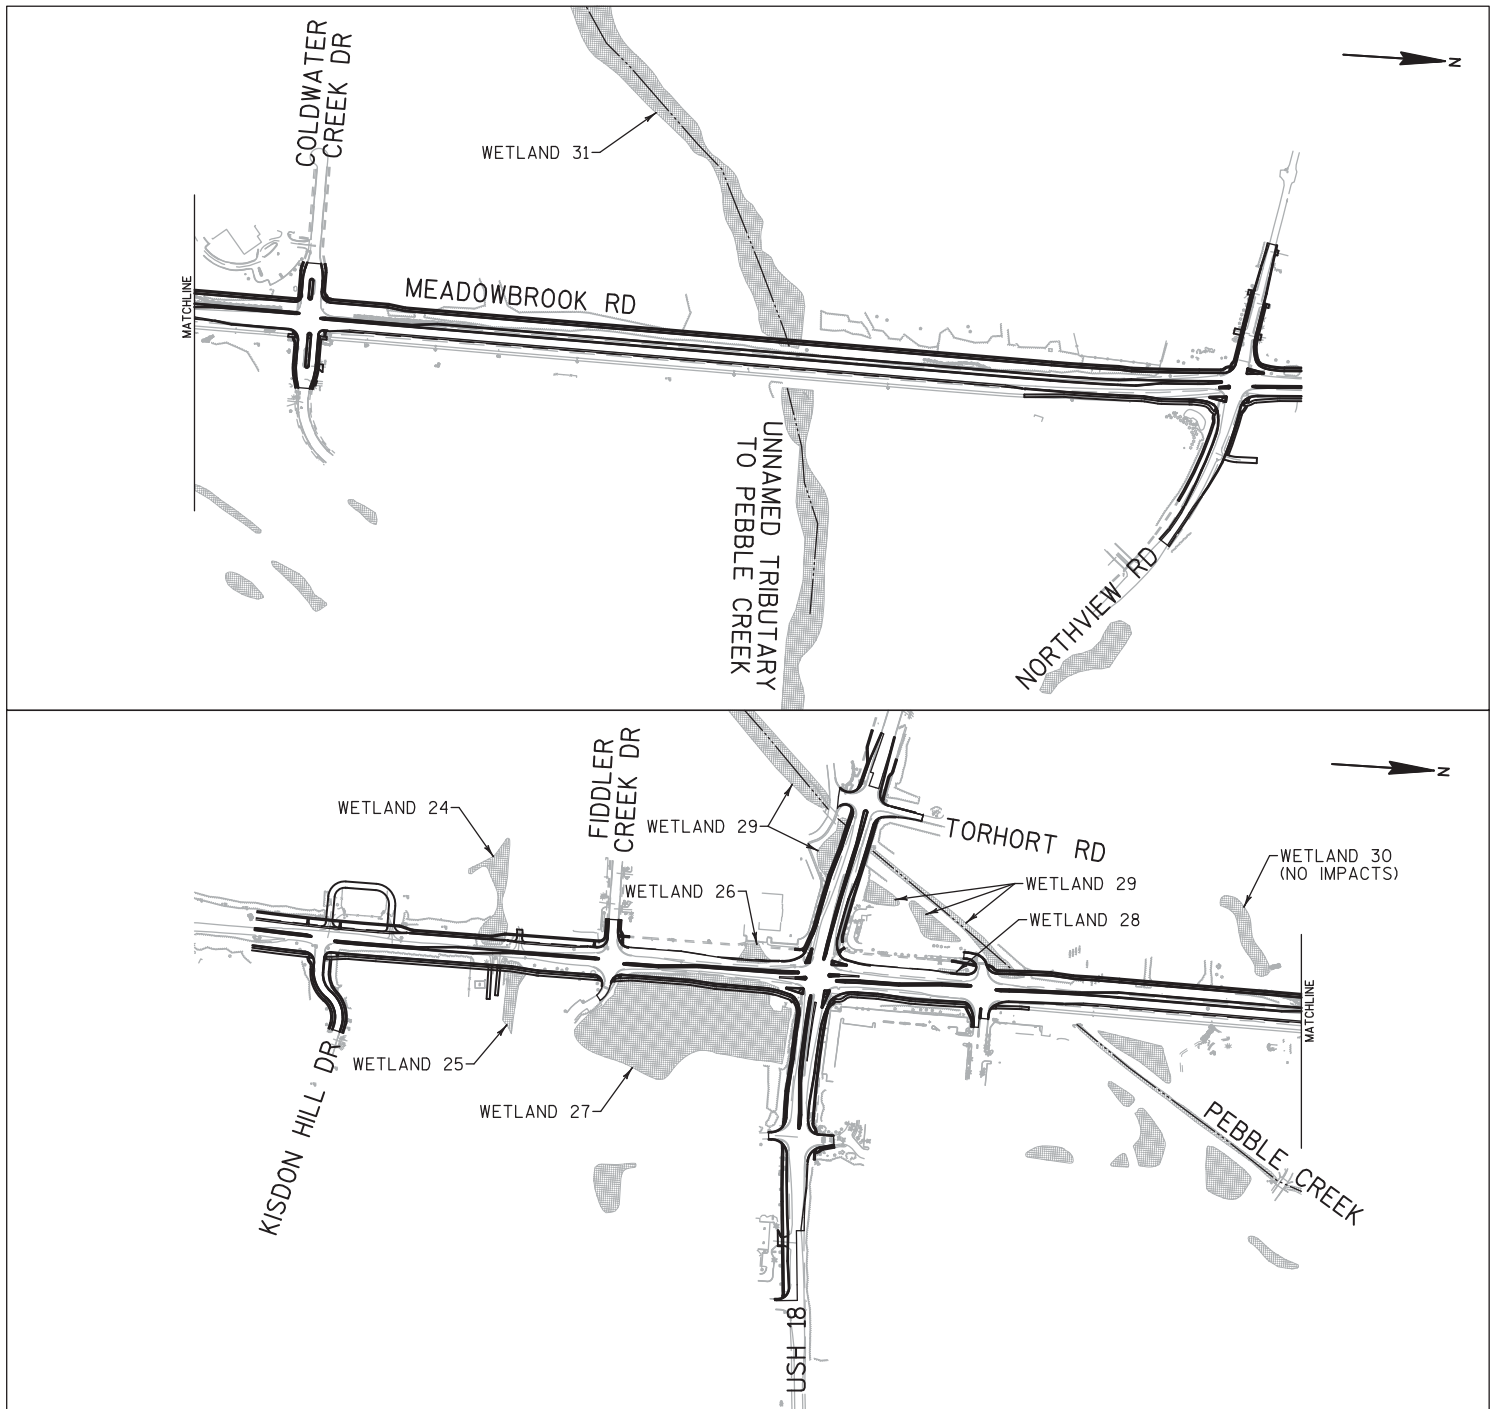 COLDWATER
CREEK DR
N
WETLAND 31
MATCHLINE
MEADOWBROOK RD
UNNAMED TRIBUTARY
TO PEBBLE CREEK
NORTHVIEW RD
FIDDLER
CREEK DR
N
WETLAND 24
WETLAND 29
TORHORT RD
WETLAND 30
(NO IMPACTS)
WETLAND 26
WETLAND 29
WETLAND 28
MATCHLINE
WETLAND 25
KISDON HILL DR
WETLAND 27
PEBBLE CREEK
USH 18